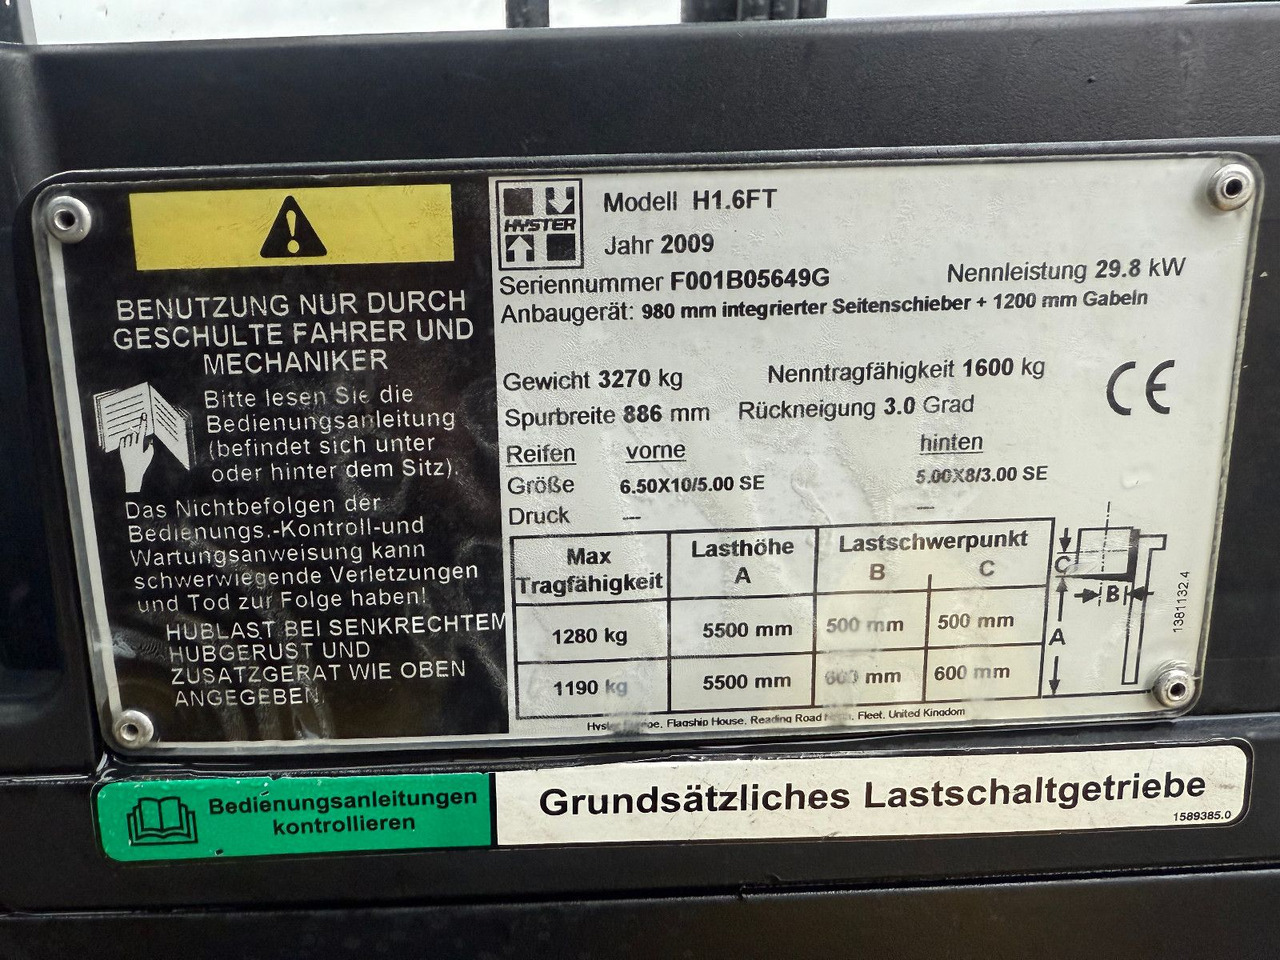 BENUTZUNG NUR DURCH
GESCHULTE FAHRER UND
MECHANIKER
Bitte lesen Sie die
Bedienungsanleitung
(befindet sich unter
oder hinter dem Sitz).
Das Nichtbefolgen der
Bedienungs.-Kontroll-und
Wartungsanweisung kann
schwerwiegende Verletzungen
und Tod zur Folge haben!
HUBLAST BEI SENKRECHTEM
HUBGERUST UND
ZUSATZGERAT WIE OBEN
ANGEGEBEN.
HYSTER
Modell H1.6FT
Jahr 2009
Seriennummer F001B05649G
Nennleistung 29.8 kW
Anbaugerät: 980 mm integrierter Seitenschieber + 1200 mm Gabeln
Gewicht 3270 kg Nenntragfähigkeit 1600 kg
Spurbreite 886 mm Rückneigung 3.0 Grad
CE
Reifen vorne hinten
Größe 6.50X10/5.00 SE 5.00X8/3.00 SE
Druck --- ---
Max Tragfähigkeit Lasthöhe A Lastschwerpunkt B C
1280 kg 5500 mm 500 mm 500 mm
1190 kg 5500 mm 600 mm 600 mm
C
B
A
1381132.4
Flagship House, Reading Road Fleet, United Kingdom
Bedienungsanleitungen
kontrollieren
Grundsätzliches Lastschaltgetriebe
1589385.0